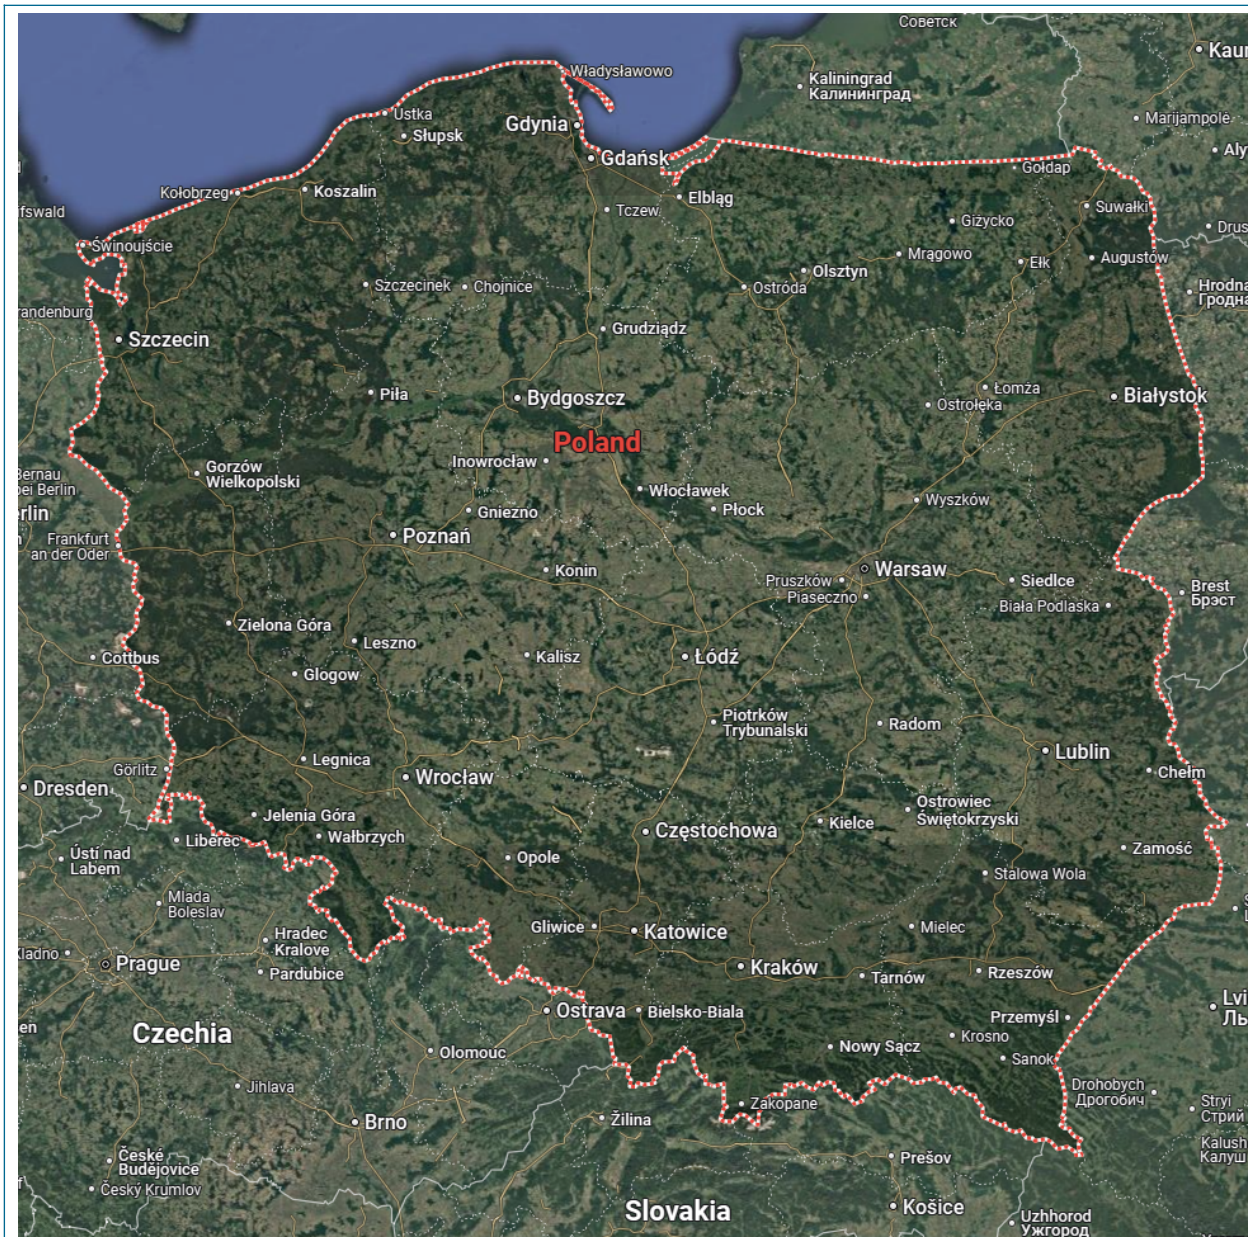 Советск
Kaur
Władysławowo
Kaliningrad
Калининград
Ustka
Słupsk
Gdynia
Marijampolė
Gdańsk
Aly
Gołdap
Kołobrzeg
Koszalin
Elbląg
Tczew
Suwałki
ifswald
Giżycko
Drus
Świnoujście
Mrągowo
Ełk
Augustów
Olsztyn
Szczecinek
Chojnice
Ostróda
Hrodna
Гродна
randenburg
Szczecin
Grudziądz
Piła
Bydgoszcz
Łomża
Białystok
Ostrołęka
Poland
Inowrocław
Gorzów
Wielkopolski
Bernau
bei Berlin
Włocławek
Płock
Wyszków
erlin
Gniezno
Poznań
Frankfurt
an der Oder
Konin
Warsaw
Pruszków
Piaseczno
Siedlce
Biała Podlaska
Brest
Брэст
Zielona Góra
Leszno
Kalisz
Łódź
Cottbus
Glogow
Piotrków
Trybunalski
Radom
Lublin
Görlitz
Legnica
Wrocław
Chełm
Dresden
Jelenia Góra
Wałbrzych
Liberec
Częstochowa
Kielce
Ostrowiec
Świętokrzyski
Ústí nad
Labem
Opole
Zamość
Stalowa Wola
Mlada
Boleslav
Gliwice
Katowice
Mielec
Hradec
Kralove
Kladno
Prague
Pardubice
Kraków
Tarnów
Rzeszów
Ostrava
Bielsko-Biala
Przemyśl
Lvi
Ль
en
Czechia
Krosno
Nowy Sącz
Sanok
Olomouc
Jihlava
Drohobych
Дрогобич
Zakopane
Stryi
Стрий
Brno
Žilina
Kalush
Калуш
České
Budějovice
Prešov
Český Krumlov
Slovakia
Košice
Uzhhorod
Ужгород